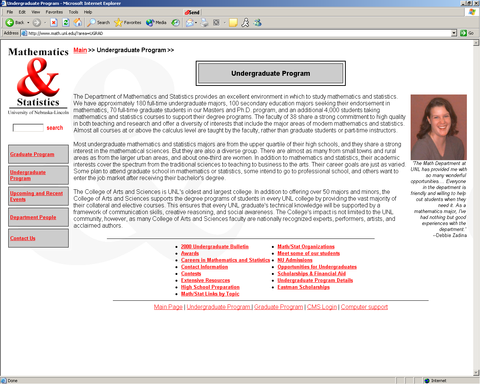 Undergraduate Program - Microsoft Internet Explorer
File Edit View Favorites Tools Help
Send
Back Search Favorites Media
Address http://www.math.unl.edu/?area=UGRAD Go
Mathematics
&
Statistics
University of Nebraska-Lincoln
search
Graduate Program
Undergraduate
Program
Upcoming and Recent
Events
Department People
Contact Us
Main >> Undergraduate Program >>
Undergraduate Program
The Department of Mathematics and Statistics provides an excellent environment in which to study mathematics and statistics.
We have approximately 180 full-time undergraduate majors, 100 secondary education majors seeking their endorsement in
mathematics, 70 full-time graduate students in our Masters and Ph.D. program, and an additional 4,000 students taking
mathematics and statistics courses to support their degree programs. The faculty of 38 share a strong commitment to high quality
in both teaching and research and offer a diversity of interests that include the major areas of modern mathematics and statistics.
Almost all courses at or above the calculus level are taught by the faculty, rather than graduate students or part-time instructors.
Most undergraduate mathematics and statistics majors are from the upper quartile of their high schools, and they share a strong
interest in the mathematical sciences. But they are also a diverse group. There are almost as many from small towns and rural
areas as from the larger urban areas, and about one-third are women. In addition to mathematics and statistics, their academic
interests cover the spectrum from the traditional sciences to teaching to business to the arts. Their career goals are just as varied.
Some plan to attend graduate school in mathematics or statistics, some intend to go to professional school, and others want to
enter the job market after receiving their bachelor's degree.
The College of Arts and Sciences is UNL's oldest and largest college. In addition to offering over 50 majors and minors, the
College of Arts and Sciences supports the degree programs of students in every UNL college by providing the vast majority of
their collateral and elective courses. This ensures that every UNL graduate's technical knowledge will be supported by a
framework of communication skills, creative reasoning, and social awareness. The College's impact is not limited to the UNL
community, however, as many College of Arts & Sciences faculty are nationally recognized experts, performers, artists, and
acclaimed authors.
"The Math Department at
UNL has provided me with
so many wonderful
opportunities.... Everyone
in the department is
friendly and willing to help
out students when they
need it. As a
mathematics major, I've
had nothing but good
experiences with the
department."
--Debbie Zadina
2000 Undergraduate Bulletin
Awards
Careers in Mathematics and Statistics
Contact Information
Contests
Extensive Resources
High School Preparation
Math/Stat Links by Topic
Math/Stat Organizations
Meet some of our students
NU Admissions
Opportunities for Undergraduates
Scholarships & Financial Aid
Undergraduate Program Details
Eastman Scholarships
Main Page | Undergraduate Program | Graduate Program | CMS Login | Computer support
Done Internet